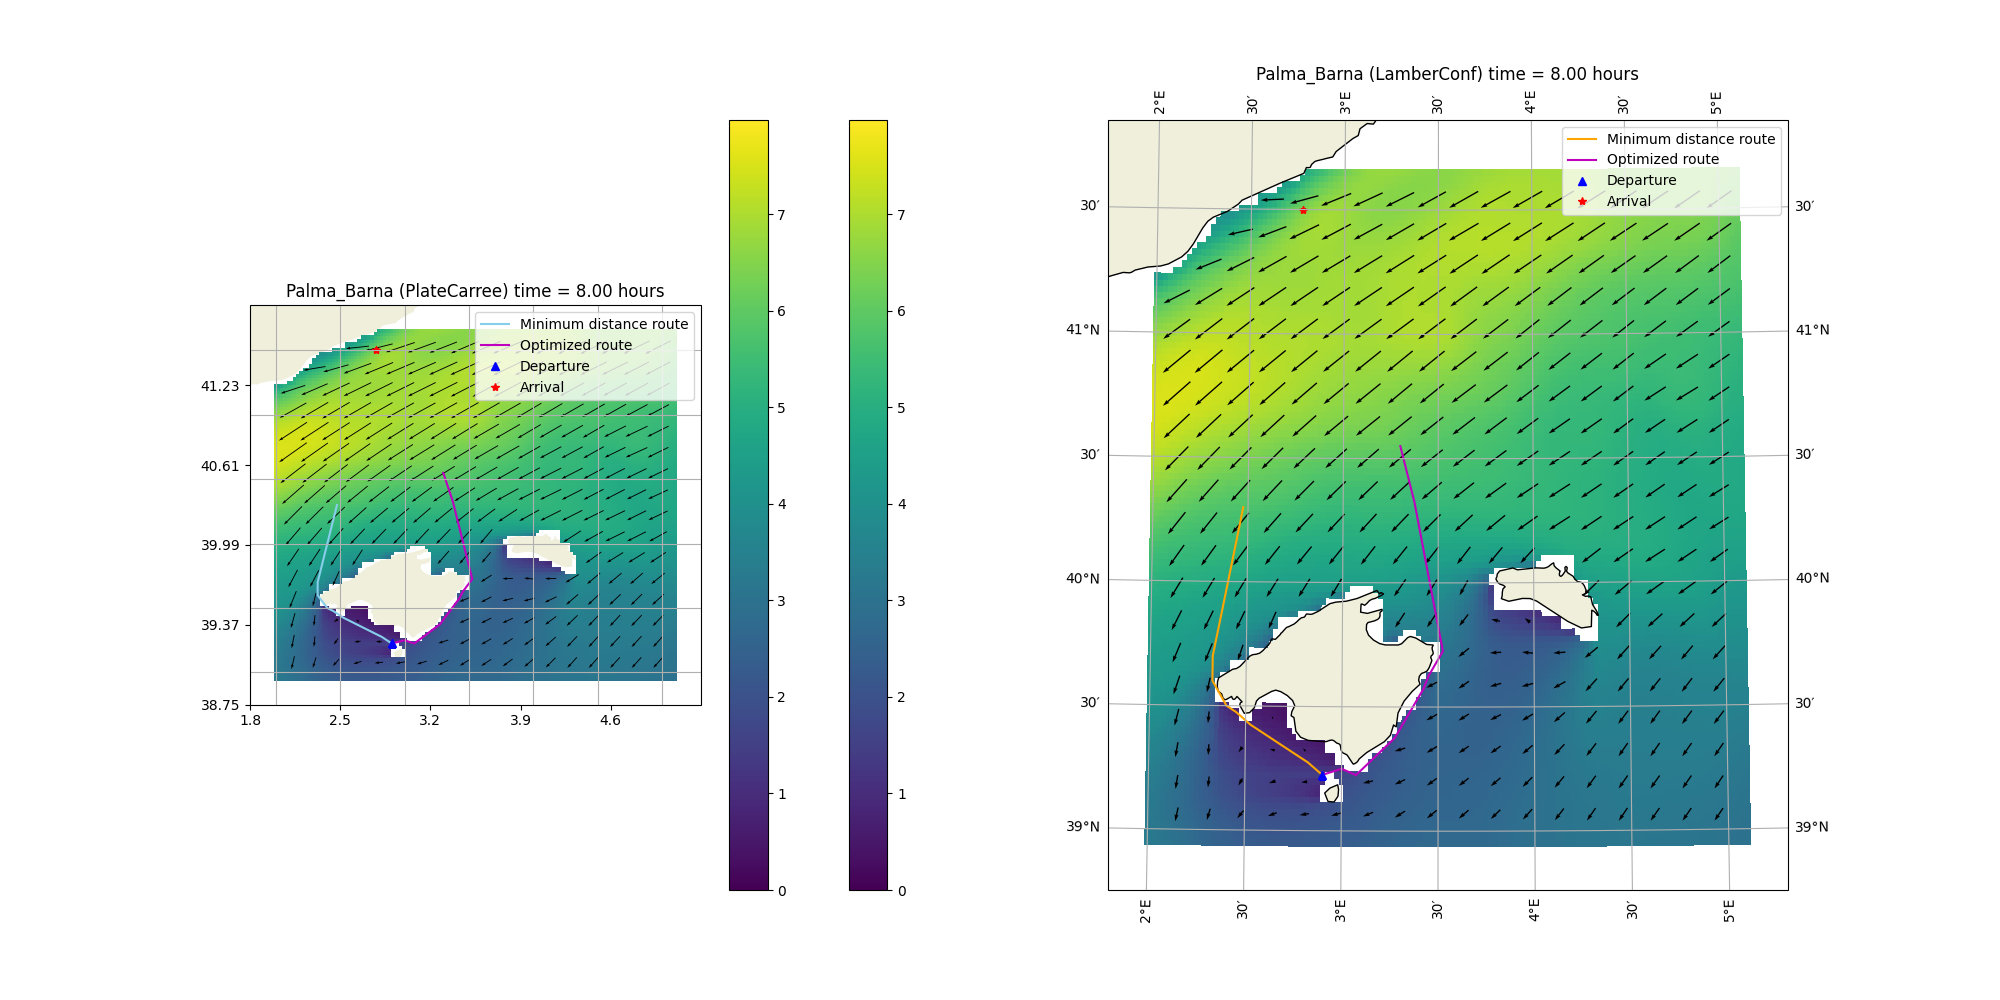 Palma_Barna (PlateCarree) time = 8.00 hours
Minimum distance route
Optimized route
Departure
Arrival
41.23
40.61
39.99
39.37
38.75
1.8 2.5 3.2 3.9 4.6
7
6
5
4
3
2
1
0
7
6
5
4
3
2
1
0
Palma_Barna (LamberConf) time = 8.00 hours
2°E 30′ 3°E 30′ 4°E 30′ 5°E
Minimum distance route
Optimized route
Departure
Arrival
30′ 30′
41°N 41°N
30′ 30′
40°N 40°N
30′ 30′
39°N 39°N
2°E 30′ 3°E 30′ 4°E 30′ 5°E